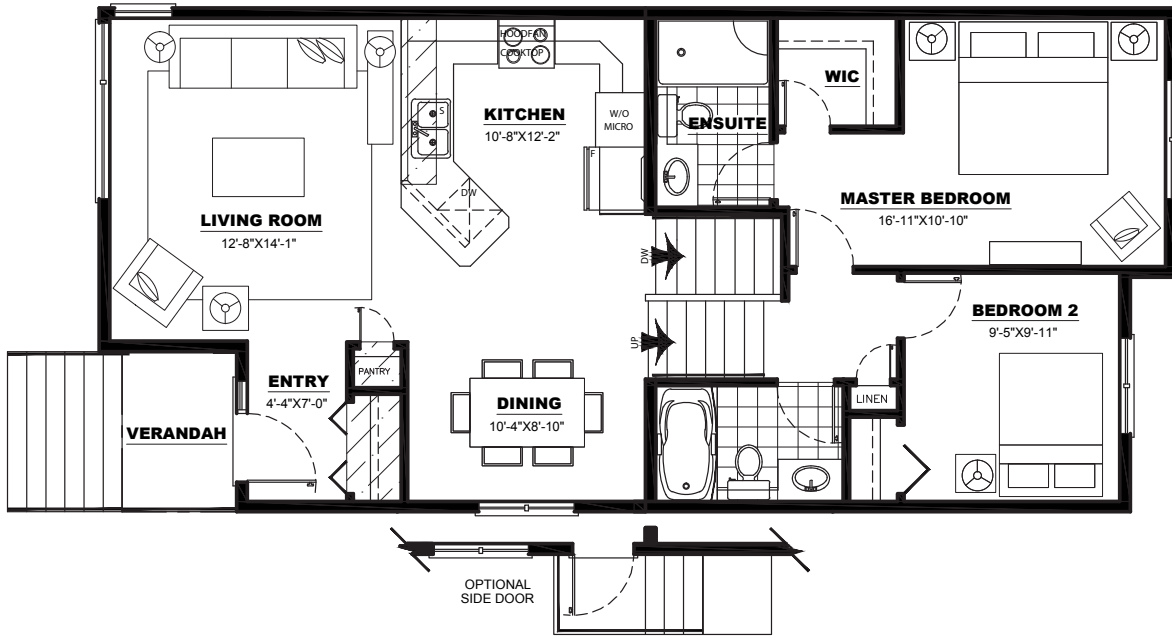 HOODFAN
COOKTOP
S
KITCHEN
10'-8"X12'-2"
W/O
MICRO
F
DW
ENSUITE
WIC
MASTER BEDROOM
16'-11"X10'-10"
LIVING ROOM
12'-8"X14'-1"
DW
UP
BEDROOM 2
9'-5"X9'-11"
PANTRY
ENTRY
4'-4"X7'-0"
VERANDAH
DINING
10'-4"X8'-10"
LINEN
OPTIONAL
SIDE DOOR